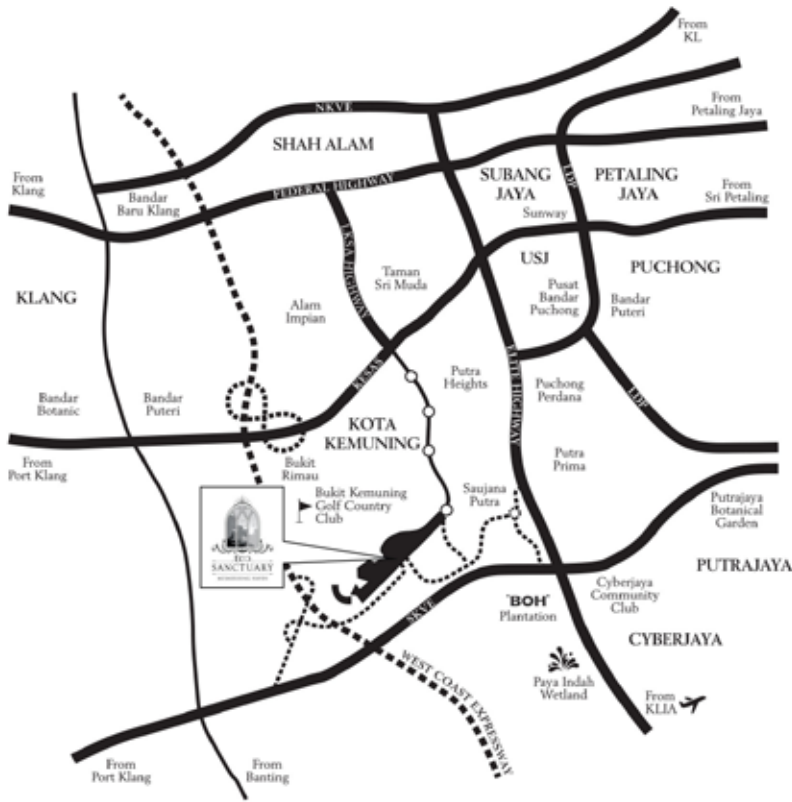 From
KL
NKVE
From
Petaling Jaya
SHAH ALAM
From
Klang
Bandar
Baru Klang
FEDERAL HIGHWAY
SUBANG
JAYA
LDP
PETALING
JAYA
From
Sri Petaling
Sunway
USJ
PUCHONG
KLANG
Taman
Sri Muda
Alam
Impian
Pusat
Bandar
Puchong
Bandar
Puteri
KESAS
Putra
Heights
Puchong
Perdana
LDP
HIGHWAY
Bandar
Botanic
Bandar
Puteri
KOTA
KEMUNING
Putra
Prima
From
Port Klang
Bukit
Rimau
Bukit Kemuning
Golf Country
Club
Saujana
Putra
Putrajaya
Botanical
Garden
SANCTUARY
PUTRAJAYA
SKVE
"BOH"
Plantation
Cyberjaya
Community
Club
CYBERJAYA
WEST COAST EXPRESSWAY
Paya Indah
Wetland
From
KLIA
From
Port Klang
From
Banting